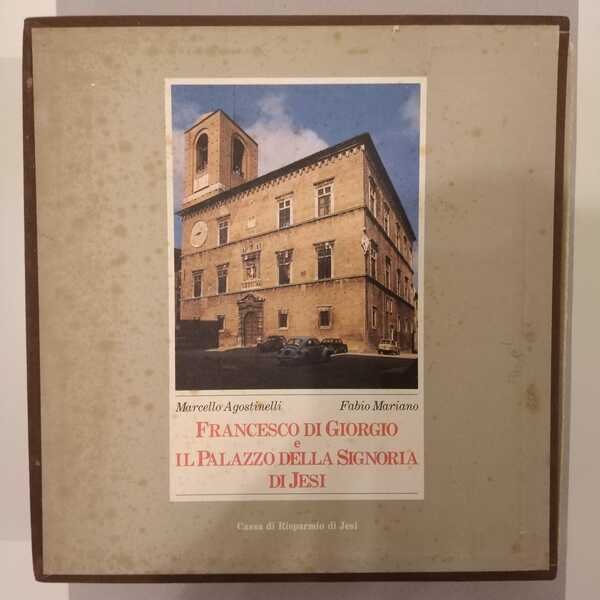 Marcello Agostinelli Fabio Mariano
FRANCESCO DI GIORGIO
e
IL PALAZZO DELLA SIGNORIA
DI JESI
Cassa di Risparmio di Jesi